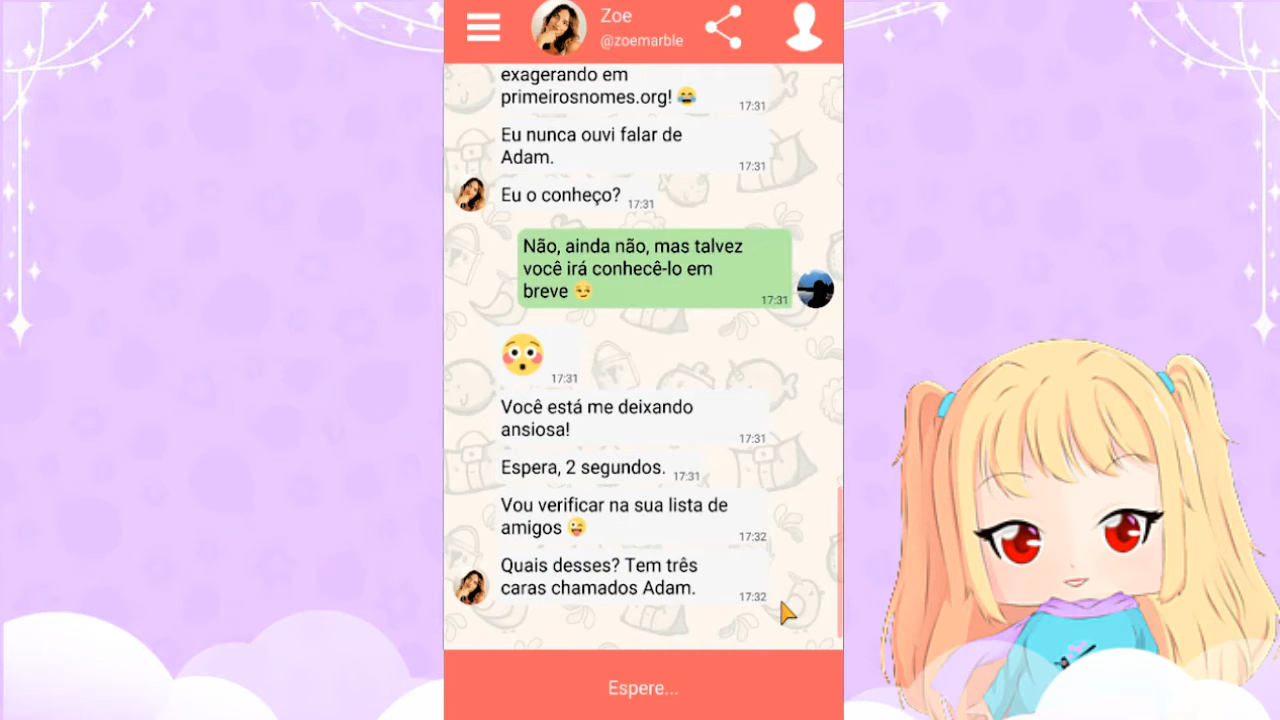 Zoe
@zoemarble
exagerando em
primeirosnomes.org! 😂
17:31
Eu nunca ouvi falar de
Adam.
17:31
Eu o conheço? 17:31
Não, ainda não, mas talvez
você irá conhecê-lo em
breve 😏
17:31
😳
17:31
Você está me deixando
ansiosa!
17:31
Espera, 2 segundos. 17:31
Vou verificar na sua lista de
amigos 😜
17:32
Quais desses? Tem três
caras chamados Adam.
17:32
Espere...